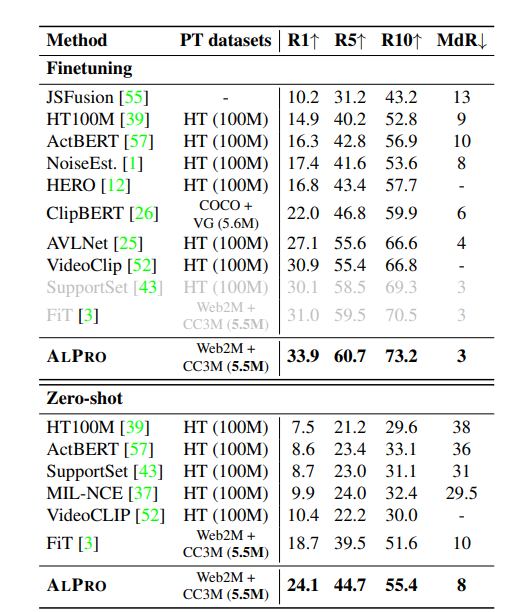 Method PT datasets R1↑ R5↑ R10↑ MdR↓
Finetuning
JSFusion [55] - 10.2 31.2 43.2 13
HT100M [39] HT (100M) 14.9 40.2 52.8 9
ActBERT [57] HT (100M) 16.3 42.8 56.9 10
NoiseEst. [1] HT (100M) 17.4 41.6 53.6 8
HERO [12] HT (100M) 16.8 43.4 57.7 -
ClipBERT [26] COCO + VG (5.6M) 22.0 46.8 59.9 6
AVLNet [25] HT (100M) 27.1 55.6 66.6 4
VideoClip [52] HT (100M) 30.9 55.4 66.8 -
SupportSet [43] HT (100M) 30.1 58.5 69.3 3
FiT [3] Web2M + CC3M (5.5M) 31.0 59.5 70.5 3
ALPRO Web2M + CC3M (5.5M) 33.9 60.7 73.2 3
Zero-shot
HT100M [39] HT (100M) 7.5 21.2 29.6 38
ActBERT [57] HT (100M) 8.6 23.4 33.1 36
SupportSet [43] HT (100M) 8.7 23.0 31.1 31
MIL-NCE [37] HT (100M) 9.9 24.0 32.4 29.5
VideoCLIP [52] HT (100M) 10.4 22.2 30.0 -
FiT [3] Web2M + CC3M (5.5M) 18.7 39.5 51.6 10
ALPRO Web2M + CC3M (5.5M) 24.1 44.7 55.4 8